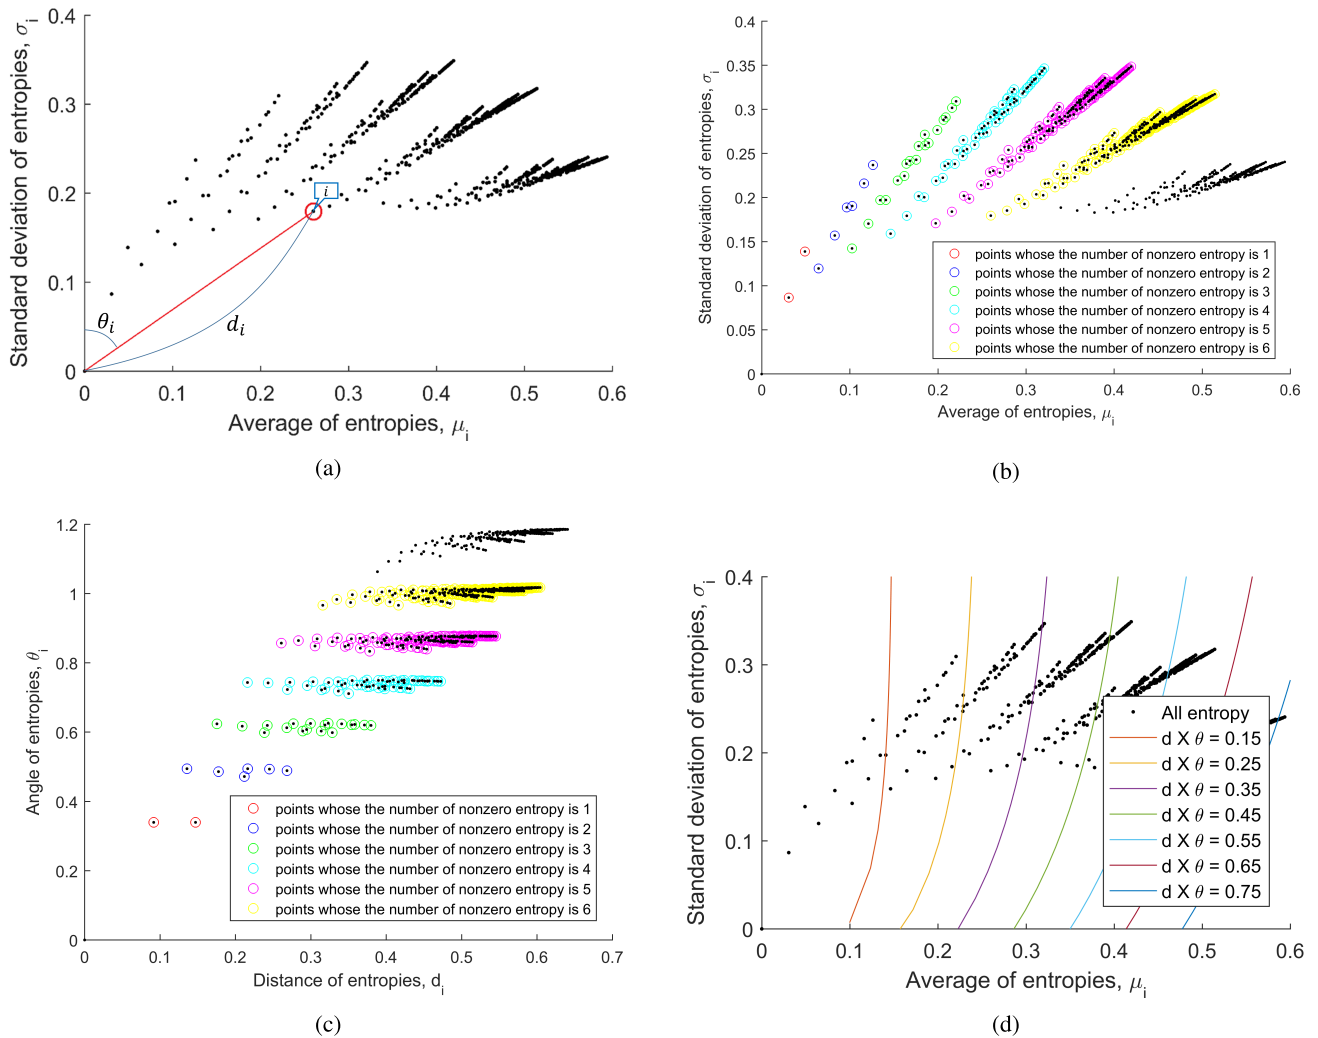 0.4
0.3
0.2
0.1
0
Standard deviation of entropies, σi
i
θi
di
0 0.1 0.2 0.3 0.4 0.5 0.6
Average of entropies, μi
(a)
0.4
0.35
0.3
0.25
0.2
0.15
0.1
0.05
0
Standard deviation of entropies, σi
points whose the number of nonzero entropy is 1
points whose the number of nonzero entropy is 2
points whose the number of nonzero entropy is 3
points whose the number of nonzero entropy is 4
points whose the number of nonzero entropy is 5
points whose the number of nonzero entropy is 6
0 0.1 0.2 0.3 0.4 0.5 0.6
Average of entropies, μi
(b)
1.2
1
0.8
0.6
0.4
0.2
0
Angle of entropies, θi
points whose the number of nonzero entropy is 1
points whose the number of nonzero entropy is 2
points whose the number of nonzero entropy is 3
points whose the number of nonzero entropy is 4
points whose the number of nonzero entropy is 5
points whose the number of nonzero entropy is 6
0 0.1 0.2 0.3 0.4 0.5 0.6 0.7
Distance of entropies, di
(c)
0.4
0.3
0.2
0.1
0
Standard deviation of entropies, σi
All entropy
d X θ = 0.15
d X θ = 0.25
d X θ = 0.35
d X θ = 0.45
d X θ = 0.55
d X θ = 0.65
d X θ = 0.75
0 0.1 0.2 0.3 0.4 0.5 0.6
Average of entropies, μi
(d)